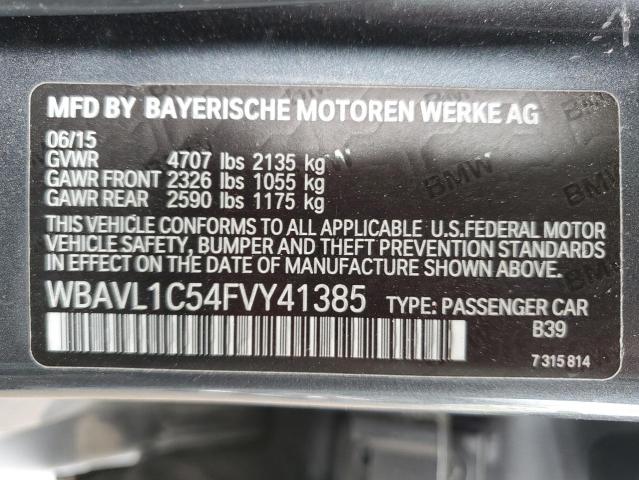 MFD BY BAYERISCHE MOTOREN WERKE AG
06/15
GVWR 4707 lbs 2135 kg
GAWR FRONT 2326 lbs 1055 kg
GAWR REAR 2590 lbs 1175 kg
THIS VEHICLE CONFORMS TO ALL APPLICABLE U.S.FEDERAL MOTOR
VEHICLE SAFETY, BUMPER AND THEFT PREVENTION STANDARDS
IN EFFECT ON THE DATE OF MANUFACTURE SHOWN ABOVE.
WBAVL1C54FVY41385 TYPE: PASSENGER CAR
B39
7 315 814